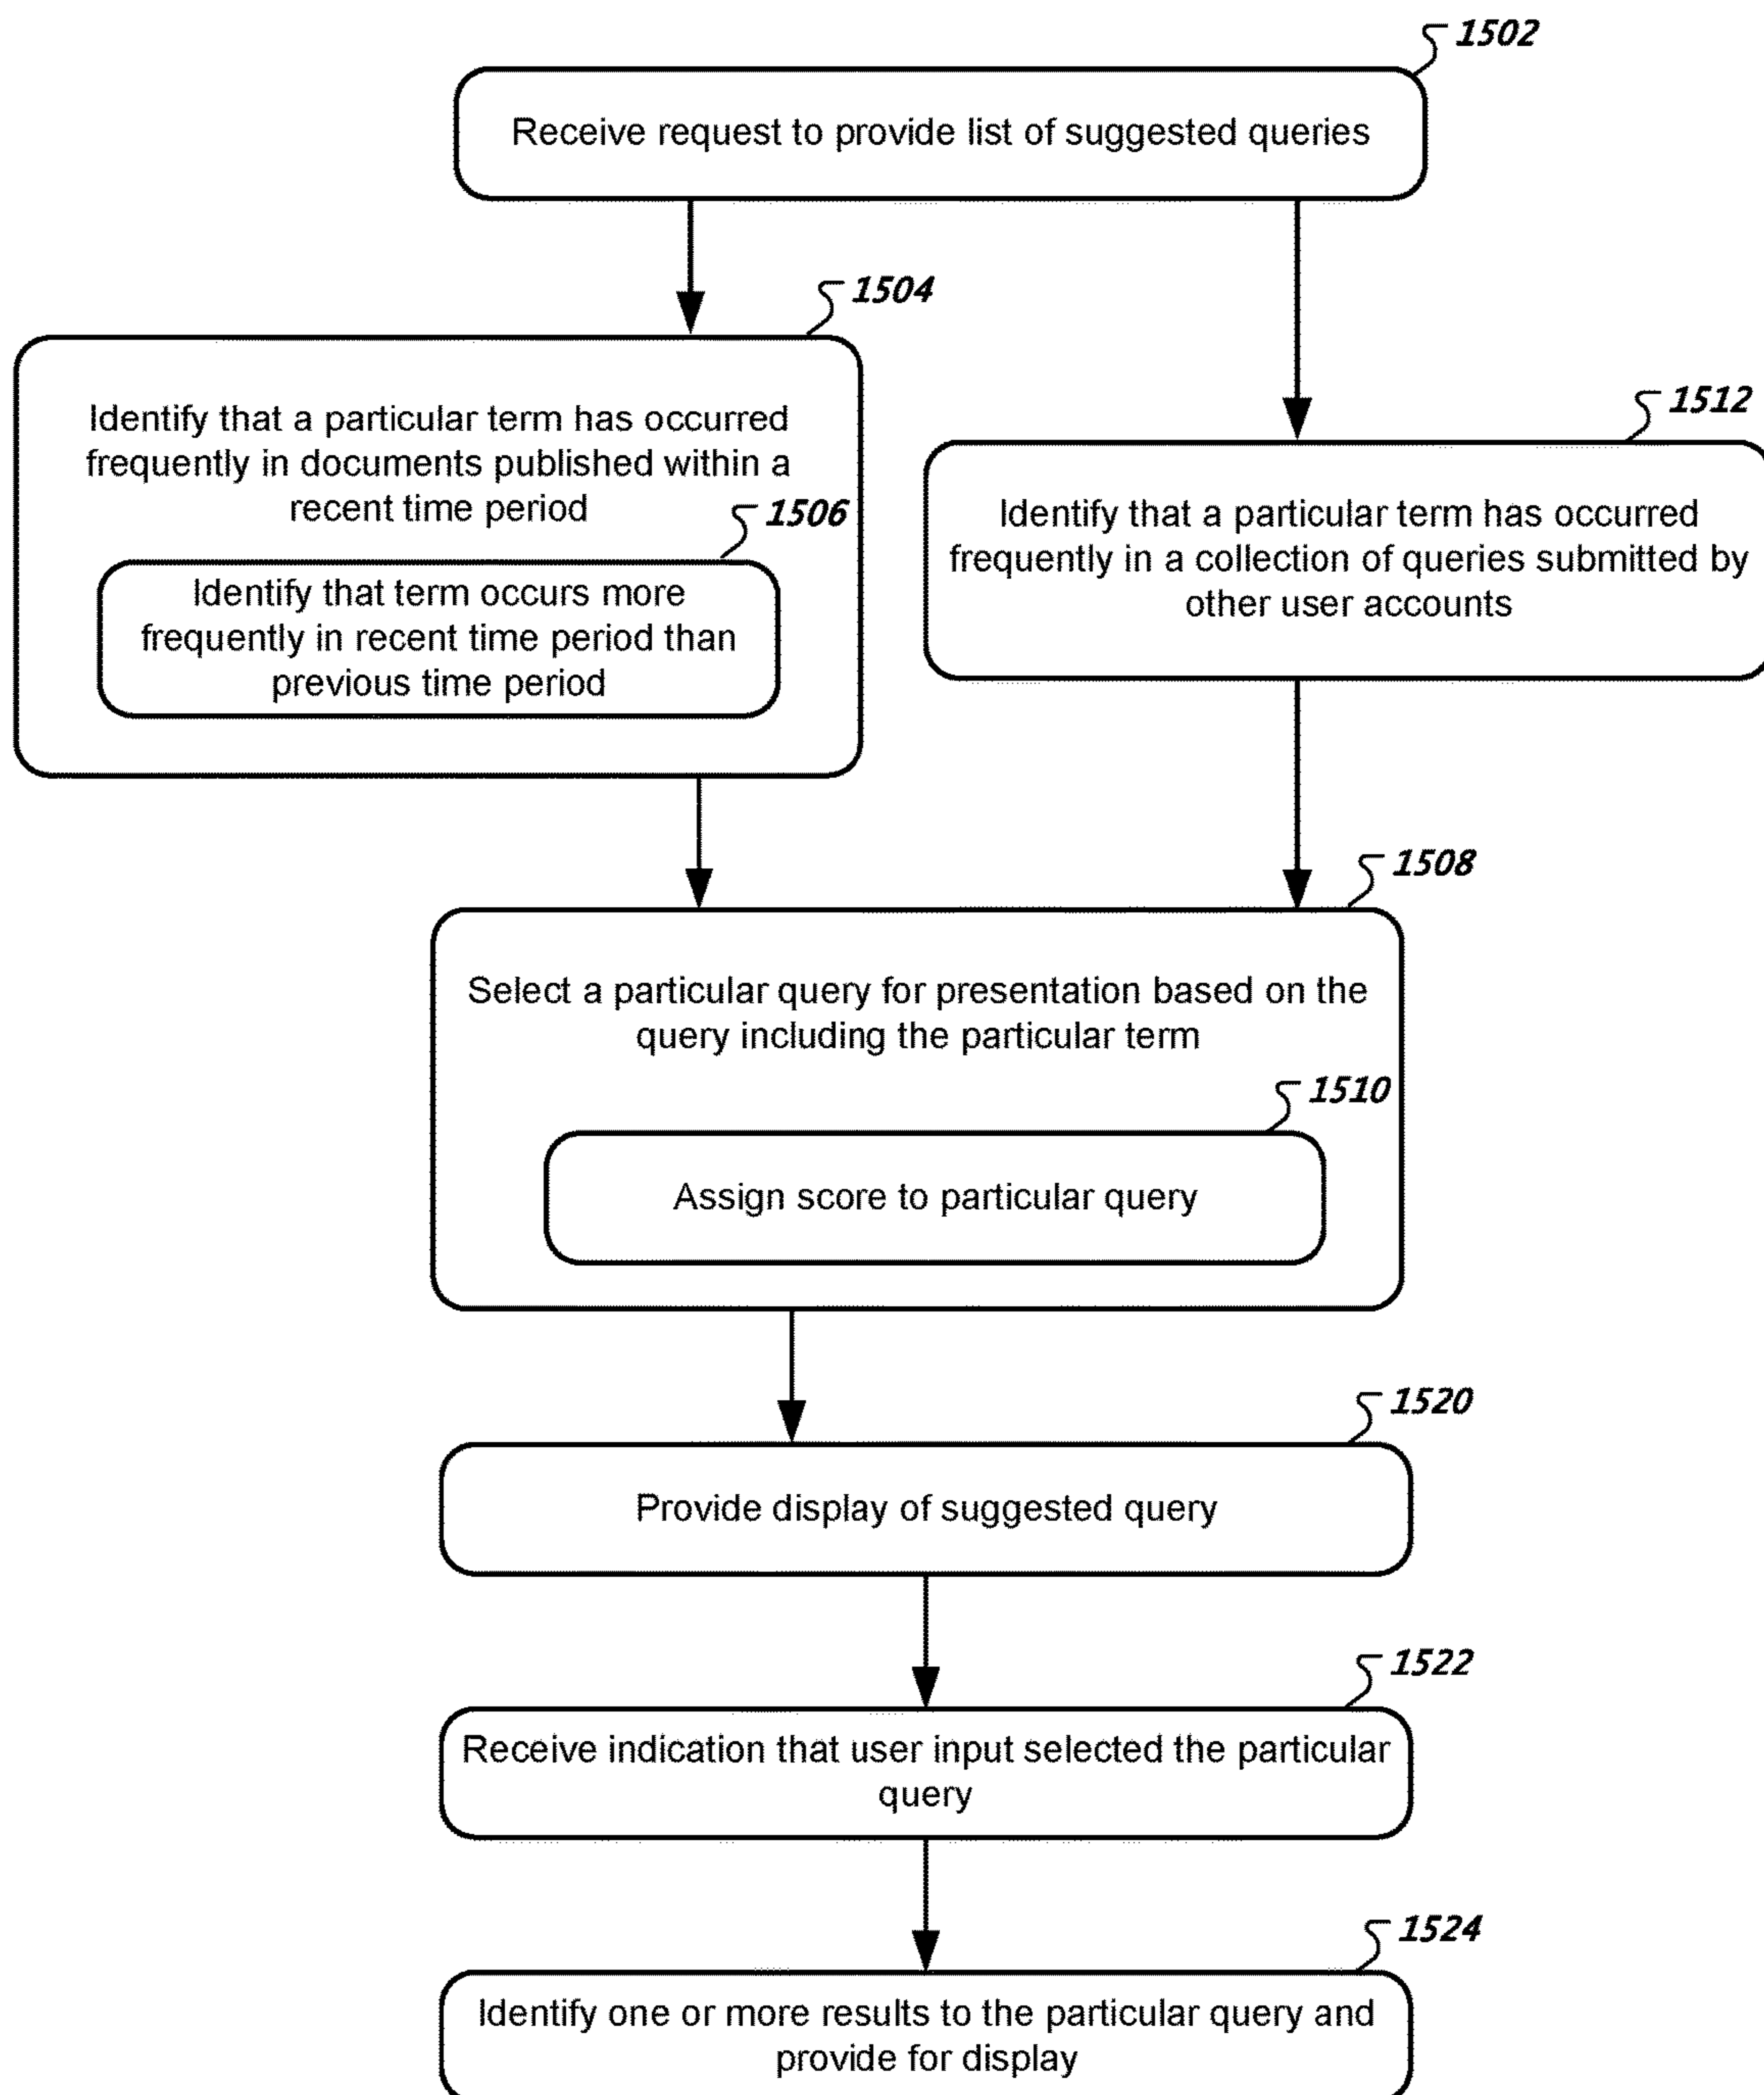 1502
Receive request to provide list of suggested queries
1504
Identify that a particular term has occurred
frequently in documents published within a
recent time period
1506
Identify that term occurs more
frequently in recent time period than
previous time period
1512
Identify that a particular term has occurred
frequently in a collection of queries submitted by
other user accounts
1508
Select a particular query for presentation based on the
query including the particular term
1510
Assign score to particular query
1520
Provide display of suggested query
1522
Receive indication that user input selected the particular
query
1524
Identify one or more results to the particular query and
provide for display